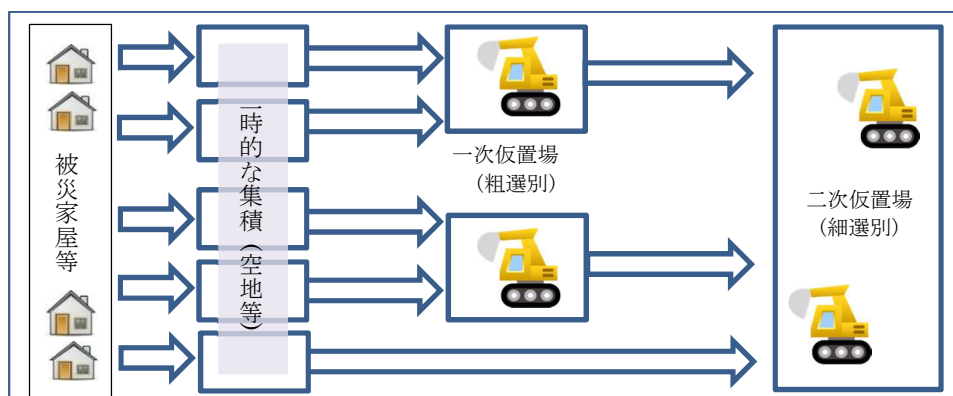 被災家屋等
一時的な集積(空地等)
一次仮置場
(粗選別)
二次仮置場
(細選別)